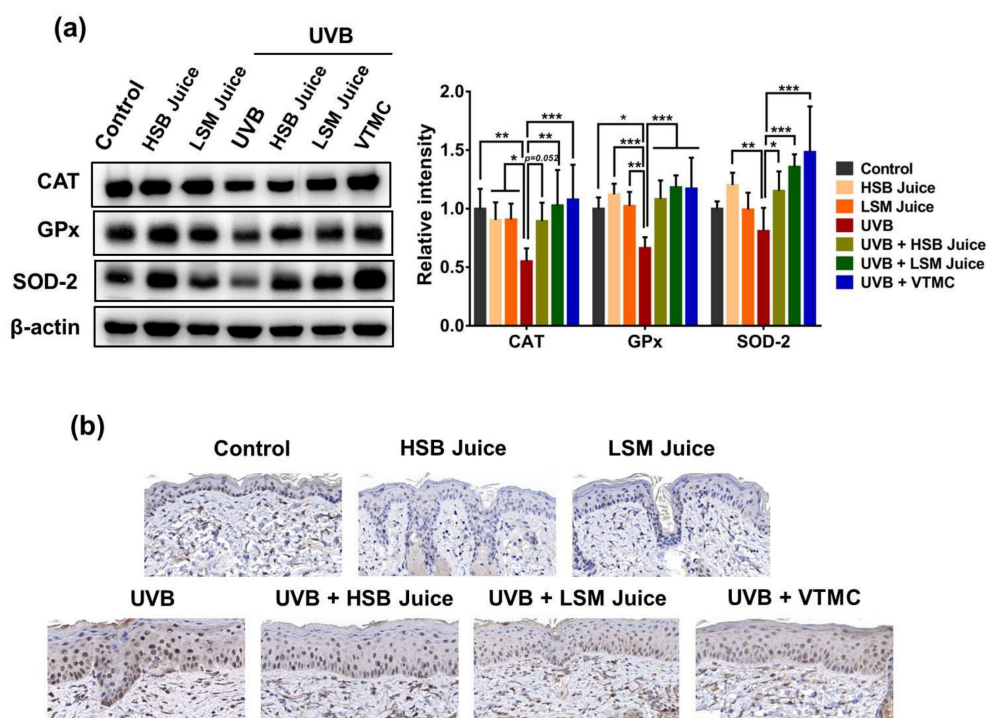 (a)
UVB
Control
HSB Juice
LSM Juice
UVB
HSB Juice
LSM Juice
VTMC
CAT
GPx
SOD-2
β-actin
Relative intensity
2.0
1.5
1.0
0.5
0.0
** * ** *** p=0.052
* *** ** ***
** * *** ***
CAT GPx SOD-2
Control
HSB Juice
LSM Juice
UVB
UVB + HSB Juice
UVB + LSM Juice
UVB + VTMC
(b)
Control HSB Juice LSM Juice
UVB UVB + HSB Juice UVB + LSM Juice UVB + VTMC